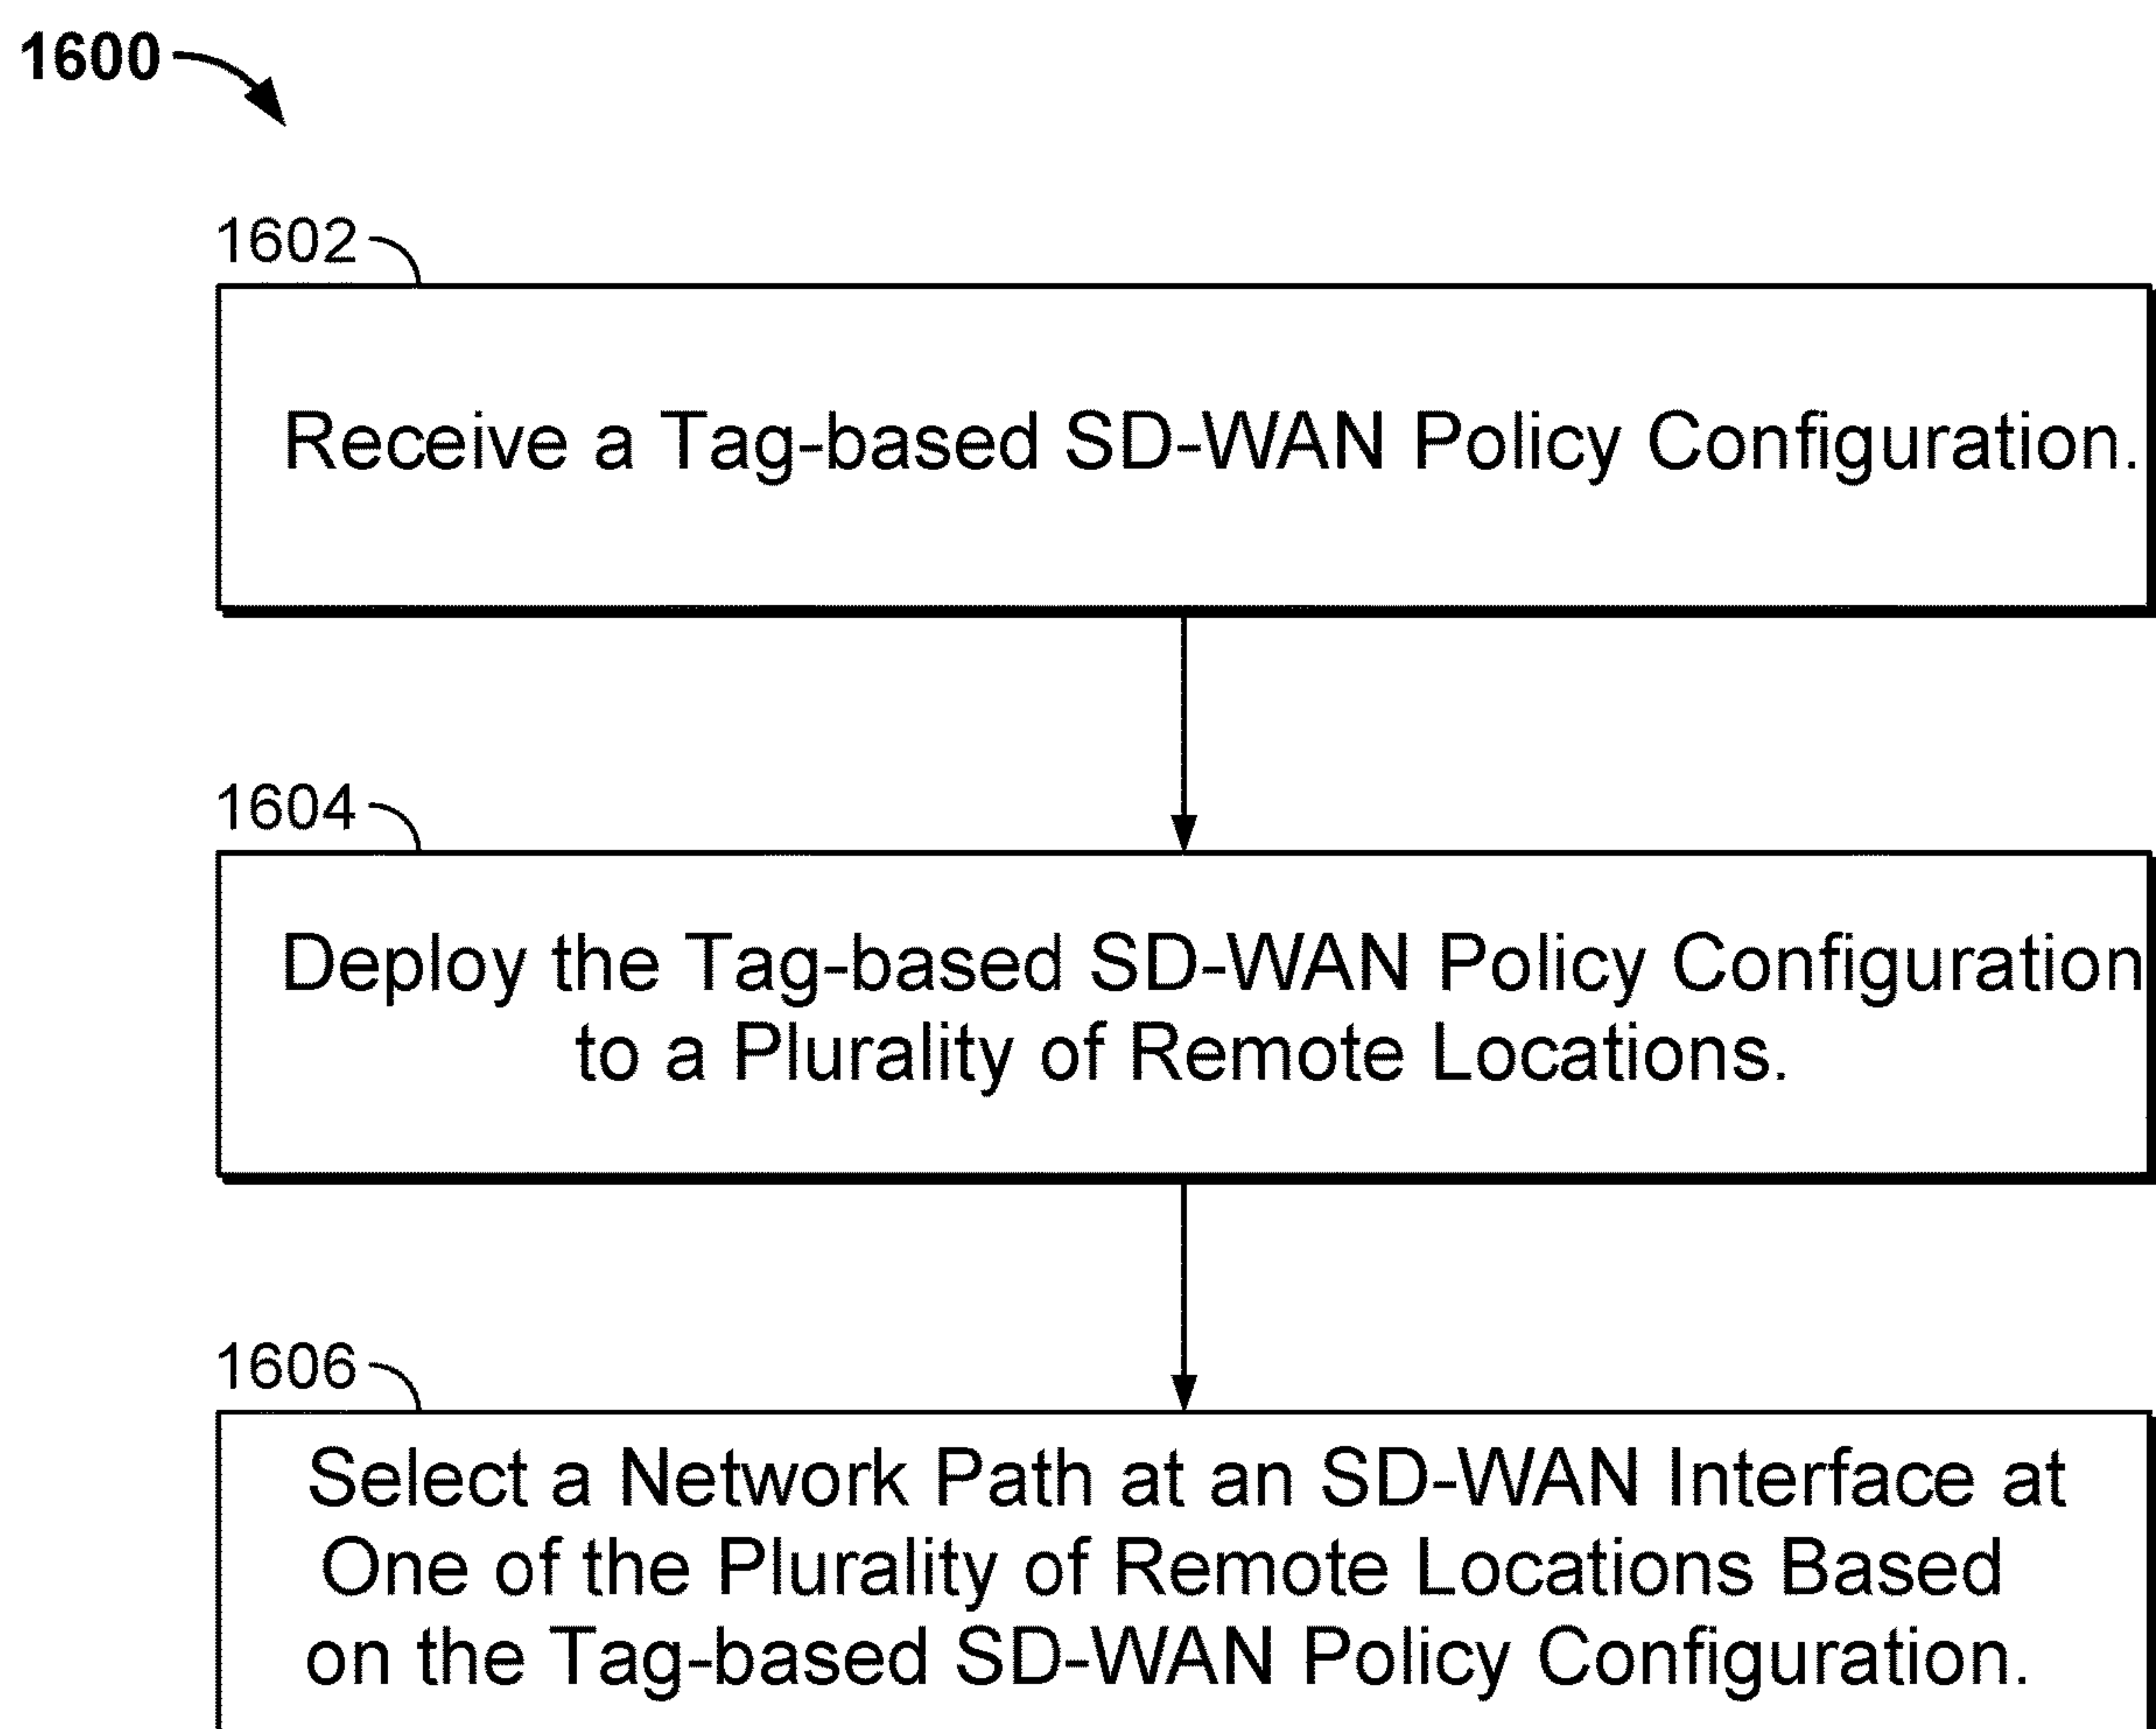 1600
1602
Receive a Tag-based SD-WAN Policy Configuration.
1604
Deploy the Tag-based SD-WAN Policy Configuration
to a Plurality of Remote Locations.
1606
Select a Network Path at an SD-WAN Interface at
One of the Plurality of Remote Locations Based
on the Tag-based SD-WAN Policy Configuration.